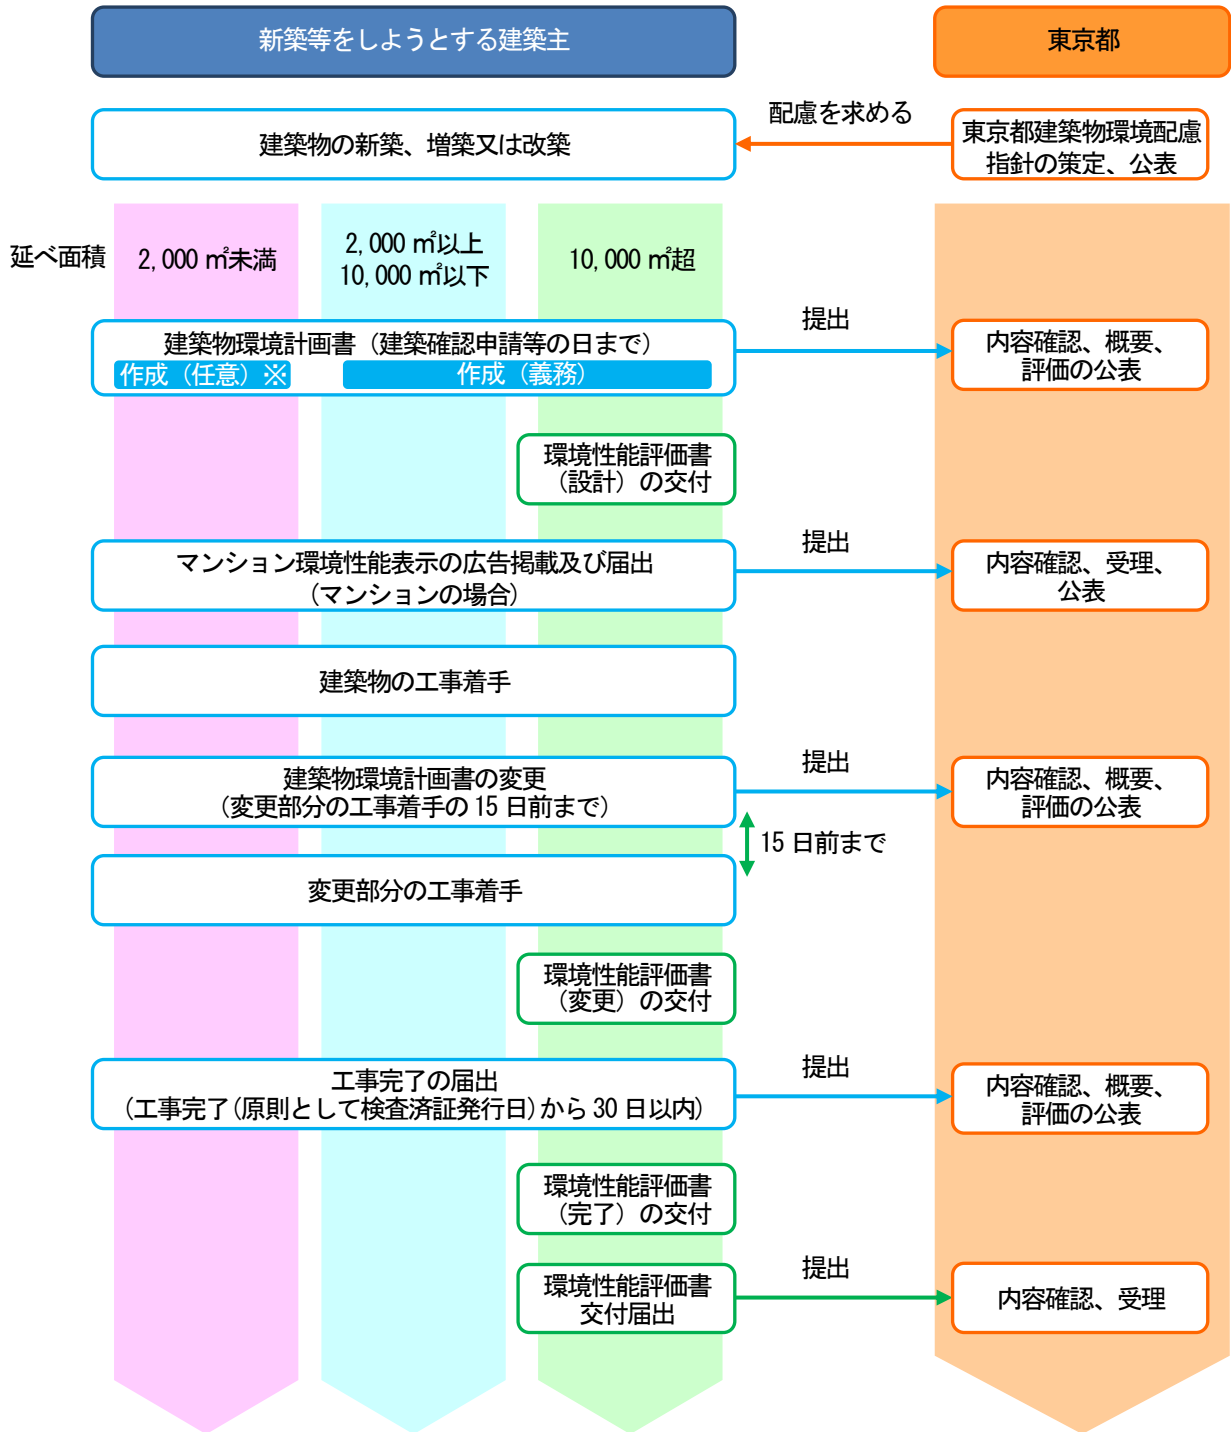 新築等をしようとする建築主
東京都
建築物の新築、増築又は改築
配慮を求める
東京都建築物環境配慮
指針の策定、公表
延べ面積
2,000 ㎡未満
2,000 ㎡以上
10,000 ㎡以下
10,000 ㎡超
建築物環境計画書（建築確認申請等の日まで）
作成（任意）※
作成（義務）
提出
内容確認、概要、
評価の公表
環境性能評価書
（設計）の交付
マンション環境性能表示の広告掲載及び届出
（マンションの場合）
提出
内容確認、受理、
公表
建築物の工事着手
建築物環境計画書の変更
（変更部分の工事着手の 15 日前まで）
提出
内容確認、概要、
評価の公表
15 日前まで
変更部分の工事着手
環境性能評価書
（変更）の交付
工事完了の届出
（工事完了(原則として検査済証発行日)から 30 日以内）
提出
内容確認、概要、
評価の公表
環境性能評価書
（完了）の交付
環境性能評価書
交付届出
提出
内容確認、受理